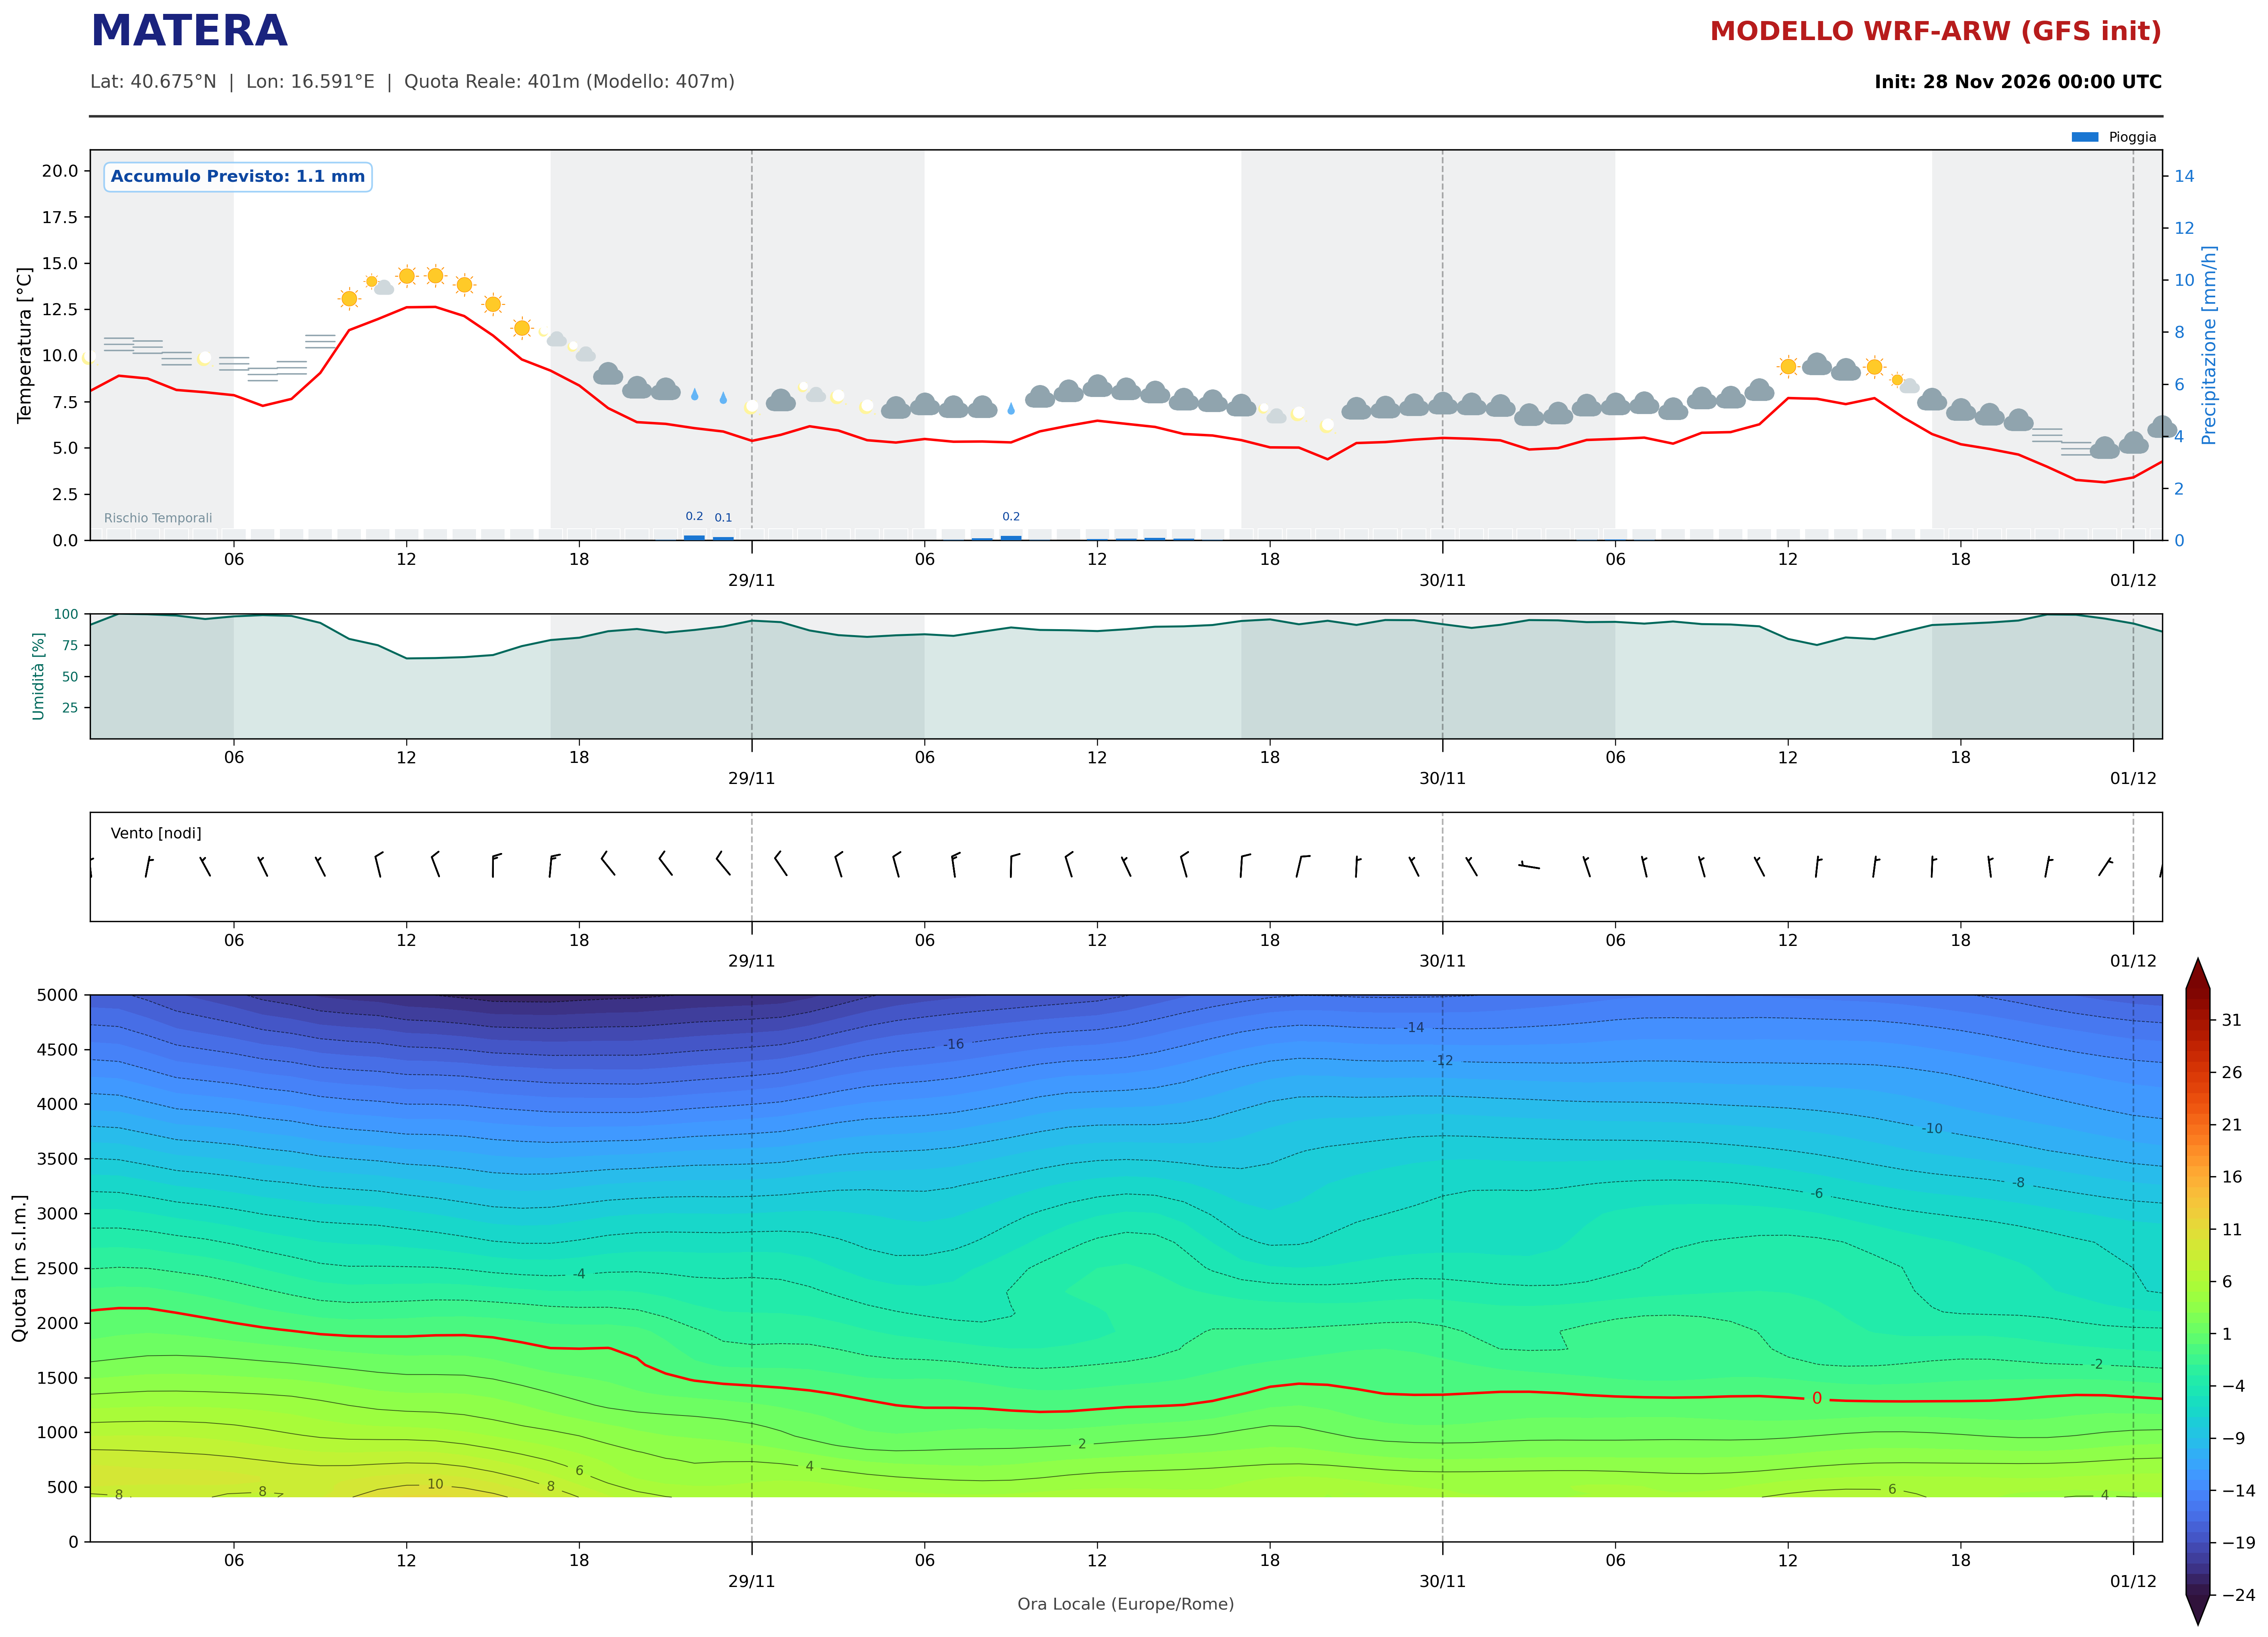 MATERA
MODELLO WRF-ARW (GFS init)
Lat: 40.675°N | Lon: 16.591°E | Quota Reale: 401m (Modello: 407m)
Init: 28 Nov 2026 00:00 UTC
Pioggia
Accumulo Previsto: 1.1 mm
Temperatura [°C]
20.0
17.5
15.0
12.5
10.0
7.5
5.0
2.5
0.0
Precipitazione [mm/h]
14
12
10
8
6
4
2
0
Rischio Temporali
0.2 0.1 0.2
06 12 18 06 12 18 06 12 18
29/11 30/11 01/12
Umidità [%]
100
75
50
25
06 12 18 06 12 18 06 12 18
29/11 30/11 01/12
Vento [nodi]
06 12 18 06 12 18 06 12 18
29/11 30/11 01/12
Quota [m s.l.m.]
5000
4500
4000
3500
3000
2500
2000
1500
1000
500
0
-14
-16
-12
-10
-8
-6
-4
-2
0
2
4
6
8 8 10 8 6 4
06 12 18 06 12 18 06 12 18
29/11 30/11 01/12
Ora Locale (Europe/Rome)
31
26
21
16
11
6
1
−4
−9
−14
−19
−24